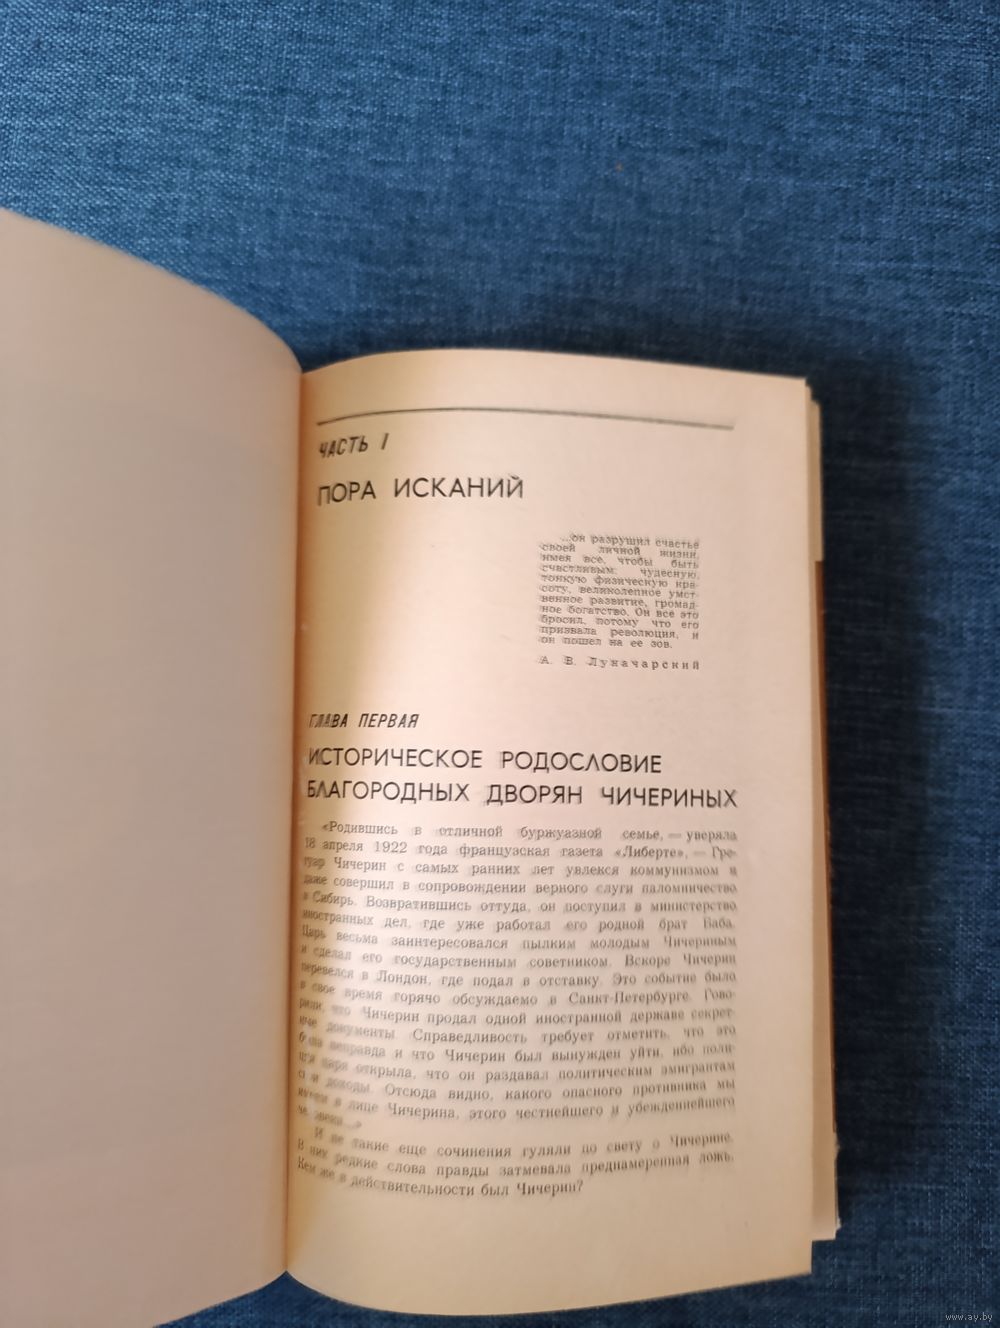 ЧАСТЬ I
ПОРА ИСКАНИЙ
...он разрушил счастье
своей личной жизни,
имея все, чтобы быть
счастливым: чудесную,
тонкую физическую кра-
соту, великолепное умст-
венное развитие, громад-
ное богатство. Он все это
бросил, потому что его
призвала революция, и
он пошел на ее зов.
А. В. Луначарский
ГЛАВА ПЕРВАЯ
ИСТОРИЧЕСКОЕ РОДОСЛОВИЕ
БЛАГОРОДНЫХ ДВОРЯН ЧИЧЕРИНЫХ
«Родившись в отличной буржуазной семье, — уверяла
18 апреля 1922 года французская газета «Либерте», — Гре-
гуар Чичерин с самых ранних лет увлекся коммунизмом и
даже совершил в сопровождении верного слуги паломничество
в Сибирь. Возвратившись оттуда, он поступил в министерство
иностранных дел, где уже работал его родной брат Баба.
Царь весьма заинтересовался пылким молодым Чичериным
и сделал его государственным советником. Вскоре Чичерин
перевелся в Лондон, где подал в отставку. Это событие было
в свое время горячо обсуждаемо в Санкт-Петербурге. Гово-
рили, что Чичерин продал одной иностранной державе секрет-
ные документы. Справедливость требует отметить, что это
была неправда и что Чичерин был вынужден уйти, ибо поли-
ция царя открыла, что он раздавал политическим эмигрантам
и доходы. Отсюда видно, какого опасного противника мы
имеем в лице Чичерина, этого честнейшего и убежденнейшего
человека...»
И не такие еще сочинения гуляли по свету о Чичерине.
В них редкие слова правды затмевала преднамеренная ложь.
Кем же в действительности был Чичерин?
www.ay.by